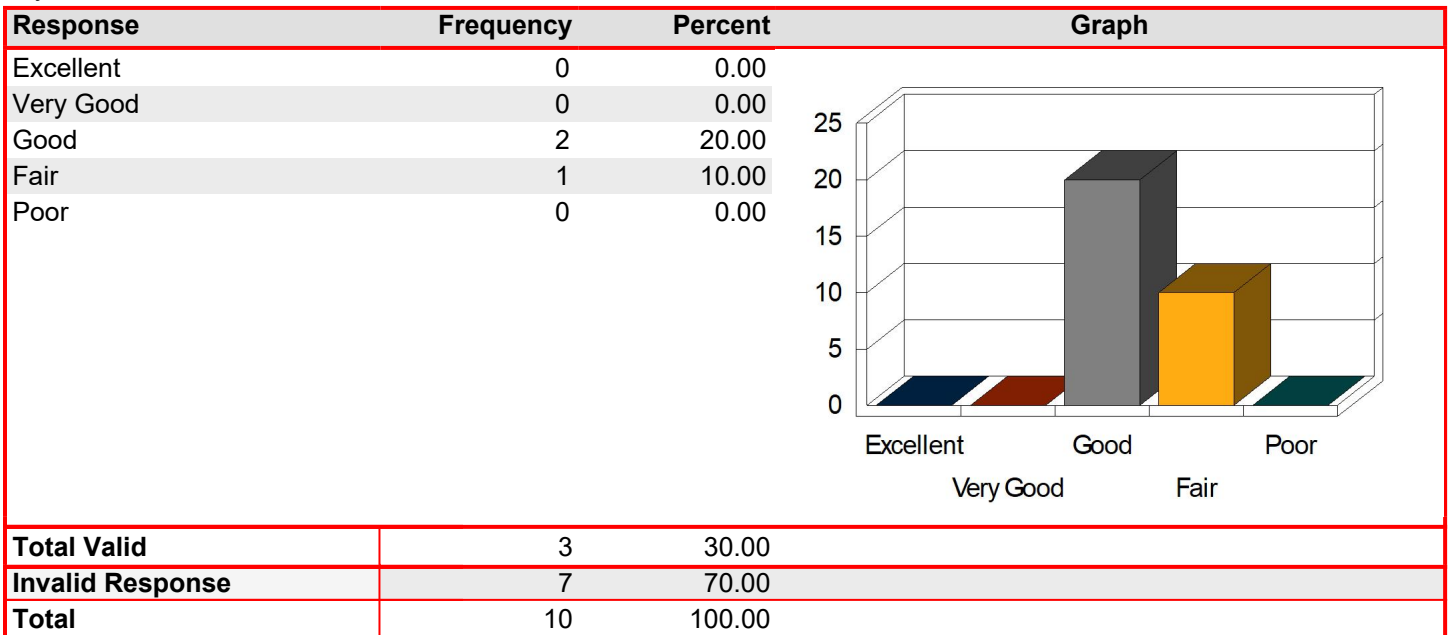 Response Frequency Percent Graph
Excellent 0 0.00
Very Good 0 0.00
Good 2 20.00
Fair 1 10.00
Poor 0 0.00
25
20
15
10
5
0
Excellent Good Poor
Very Good Fair
Total Valid 3 30.00
Invalid Response 7 70.00
Total 10 100.00